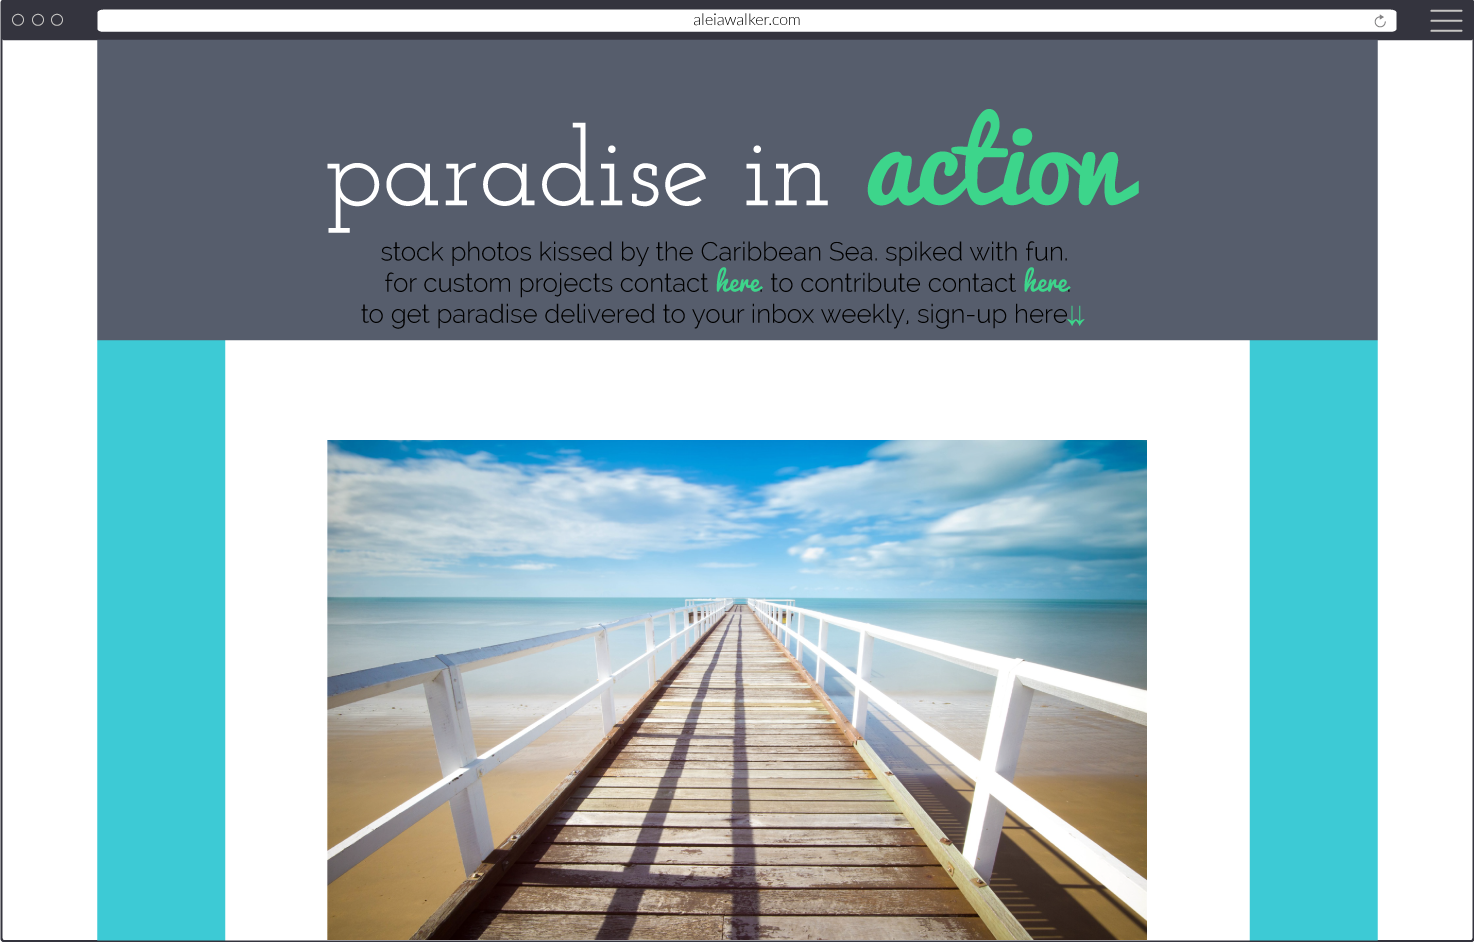 aleiawalker.com
paradise in action
stock photos kissed by the Caribbean Sea. spiked with fun.
for custom projects contact here. to contribute contact here.
to get paradise delivered to your inbox weekly, sign-up here↓↓